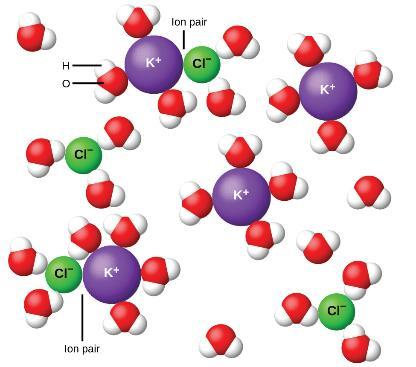 Ion pair
H
O
K⁺
Cl⁻
K⁺
Cl⁻
K⁺
Cl⁻
K⁺
Cl⁻
Ion pair